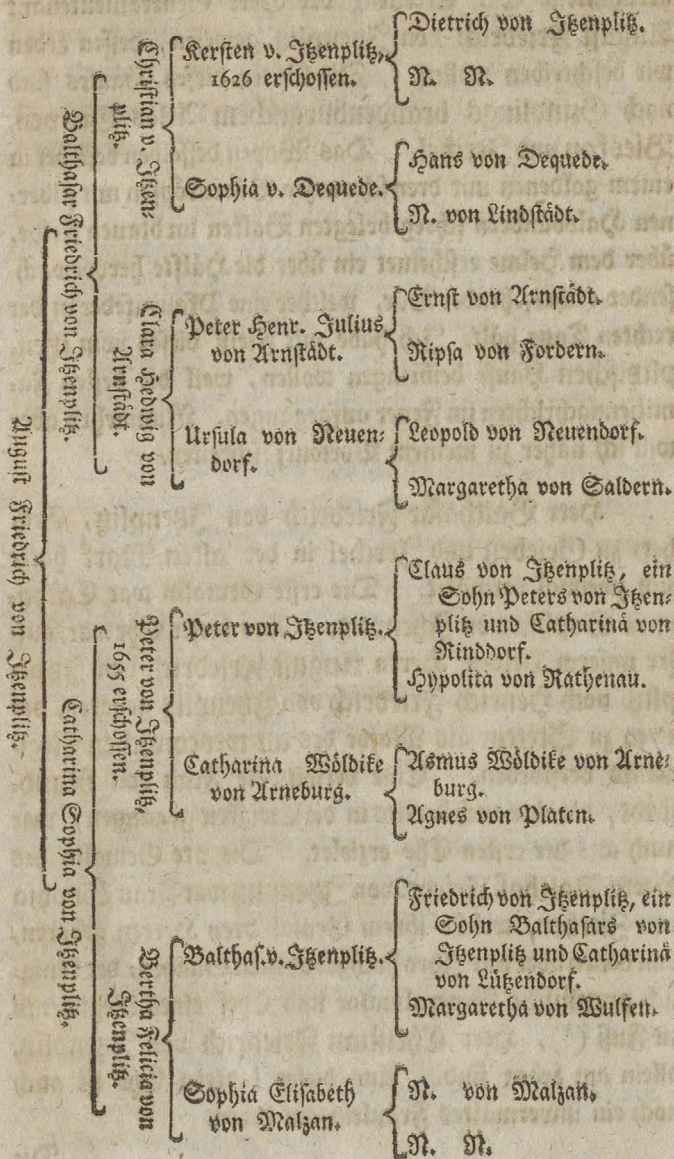 August Friedrich von Itzenplitz.
Balthasar Friedrich von Itzenplitz.
Catharina Sophia von Itzenplitz.
Christian v. Itzen⸗
plitz.
Clara Hedwig von
Arnstädt.
Peter von Itzenplitz,
1655 erschossen.
Bertha Felicia von
Itzenplitz.
Kersten v. Itzenplitz,
1626 erschossen.
Sophia v. Dequede.
Peter Henr. Julius
von Arnstädt.
Ursula von Neuen⸗
dorf.
Peter von Itzenplitz.
Catharina Wöldike
von Arneburg.
Balthas. v. Itzenplitz.
Sophia Elisabeth
von Malzan.
Dietrich von Itzenplitz.
N. N.
Hans von Dequede.
N. von Lindstädt.
Ernst von Arnstädt.
Ripsa von Fordern.
Leopold von Neuendorf.
Margaretha von Saldern.
Claus von Itzenplitz, ein
Sohn Peters von Itzen⸗
plitz und Catharinä von
Rinddorf.
Hypolita von Rathenau.
Asmus Wöldike von Arne⸗
burg.
Agnes von Platen.
Friedrich von Itzenplitz, ein
Sohn Balthasars von
Itzenplitz und Catharinä
von Lützendorf.
Margaretha von Wulfen.
N. von Malzan.
N. N.